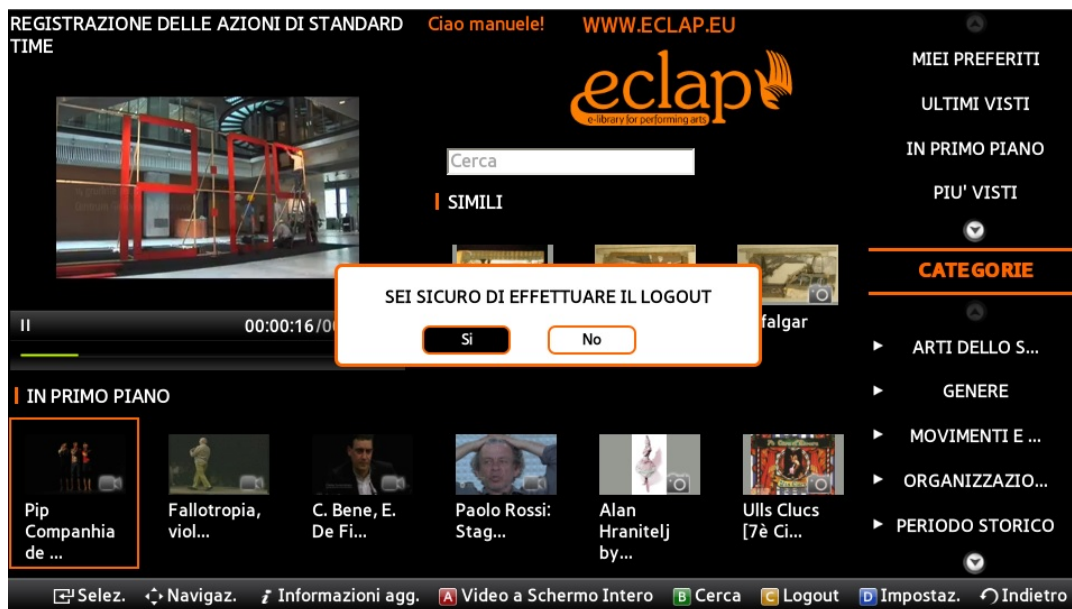 REGISTRAZIONE DELLE AZIONI DI STANDARD
TIME
Ciao manuele!
WWW.ECLAP.EU
eclap
e-library for performing arts
Cerca
SIMILI
falgar
SEI SICURO DI EFFETTUARE IL LOGOUT
Si
No
00:00:16
IN PRIMO PIANO
Pip
Companhia
de ...
Fallotropia,
viol...
C. Bene, E.
De Fi...
Paolo Rossi:
Stag...
Alan
Hranitelj
by...
Ulls Clucs
[7è Ci...
MIEI PREFERITI
ULTIMI VISTI
IN PRIMO PIANO
PIU' VISTI
CATEGORIE
ARTI DELLO S...
GENERE
MOVIMENTI E ...
ORGANIZZAZIO...
PERIODO STORICO
Selez. Navigaz. i Informazioni agg. A Video a Schermo Intero B Cerca C Logout D Impostaz. Indietro